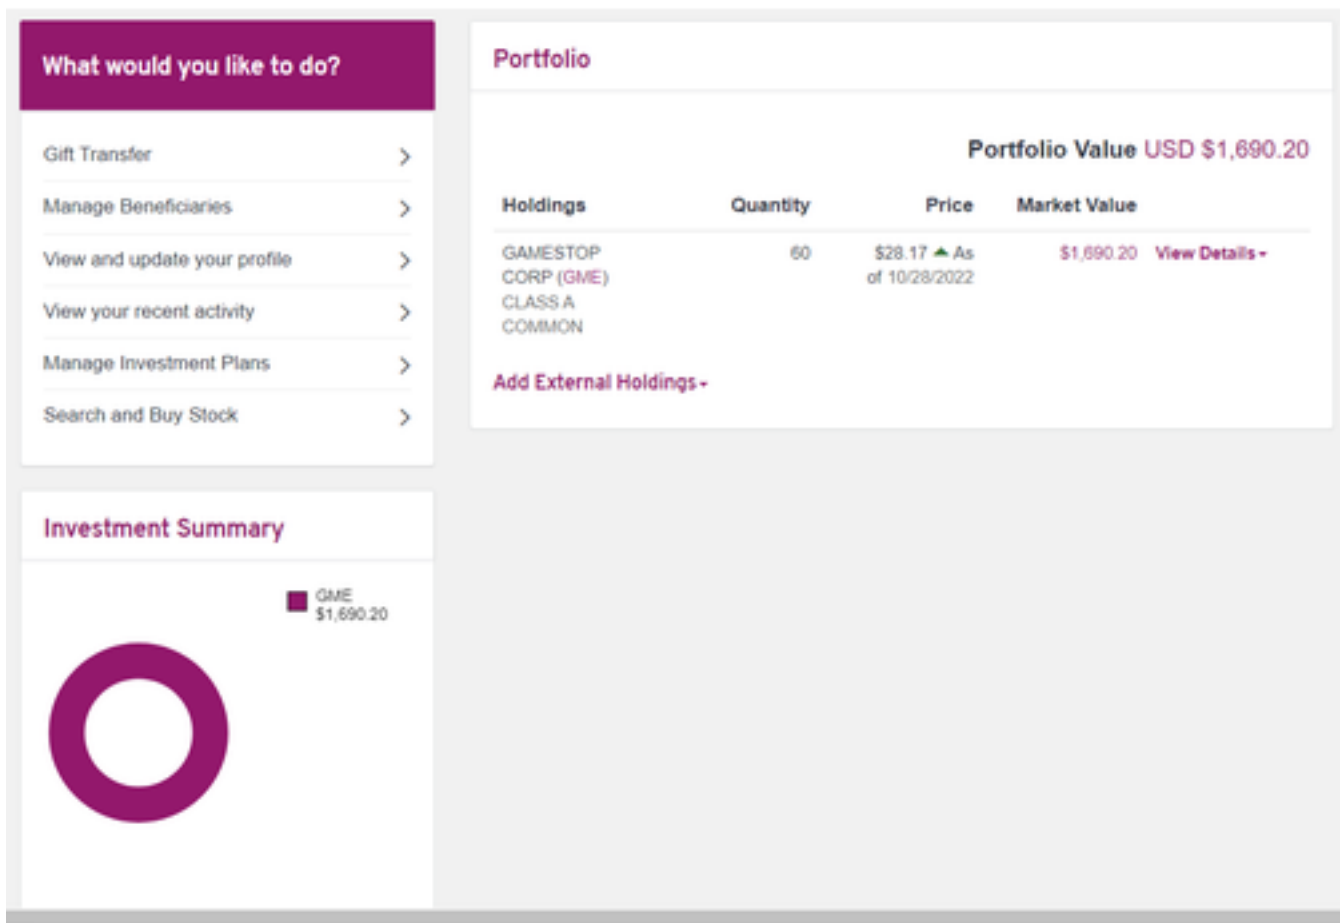 What would you like to do?
Gift Transfer
Manage Beneficiaries
View and update your profile
View your recent activity
Manage Investment Plans
Search and Buy Stock
Portfolio
Portfolio Value USD $1,690.20
Holdings Quantity Price Market Value
GAMESTOP 60 $28.17 ▲ As $1,690.20 View Details
CORP (GME) of 10/28/2022
CLASS A
COMMON
Add External Holdings
Investment Summary
GME
$1,690.20